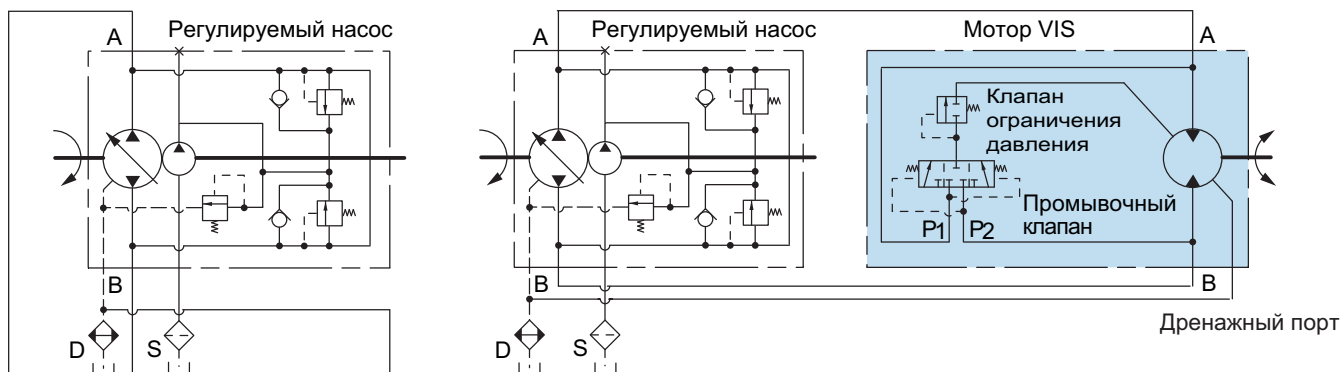 A
Регулируемый насос
B
D
S
A
Регулируемый насос
B
D
S
Мотор VIS
A
Клапан
ограничения
давления
Промывочный
клапан
P1
P2
B
Дренажный порт